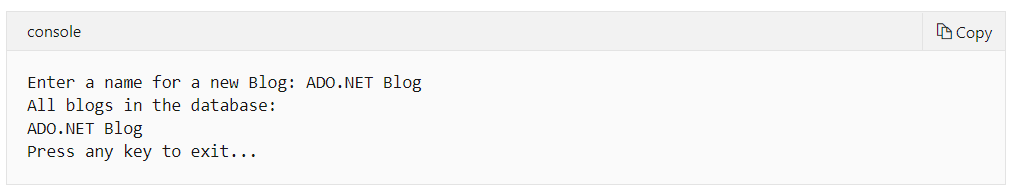 console
Copy
Enter a name for a new Blog: ADO.NET Blog
All blogs in the database:
ADO.NET Blog
Press any key to exit...